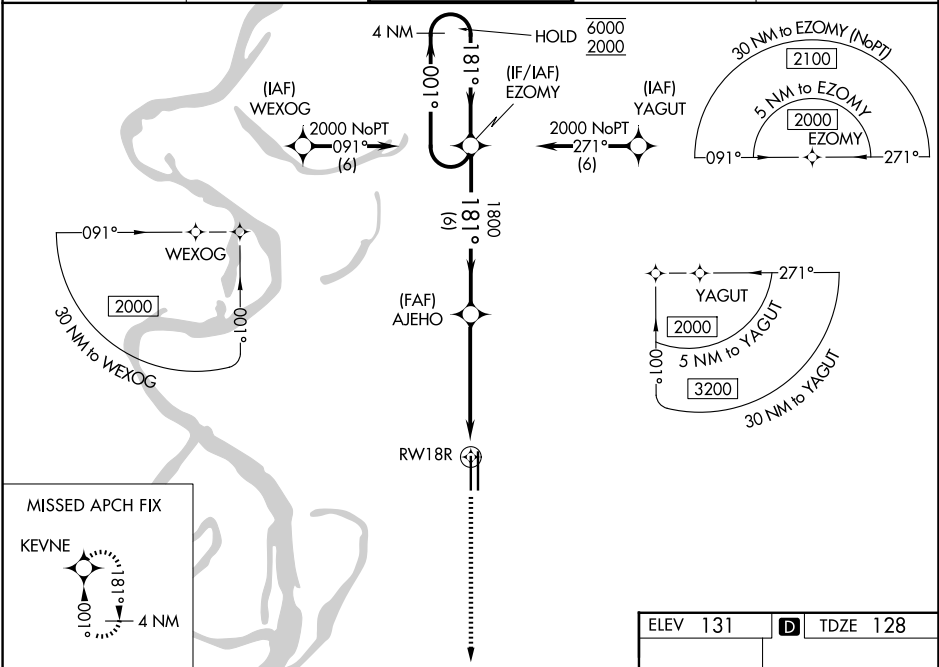 4 NM
HOLD
6000
2000
181°
001°
(IF/IAF)
EZOMY
(IAF)
WEXOG
2000 NoPT
091°
(6)
(IAF)
YAGUT
2000 NoPT
271°
(6)
30 NM to EZOMY (NoPT)
2100
5 NM to EZOMY
2000
EZOMY
091°
271°
1800
181°
(6)
091°
WEXOG
2000
001°
30 NM to WEXOG
(FAF)
AJEHO
271°
YAGUT
2000
5 NM to YAGUT
001°
3200
30 NM to YAGUT
RW18R
MISSED APCH FIX
KEVNE
181°
001°
4 NM
ELEV 131 D TDZE 128